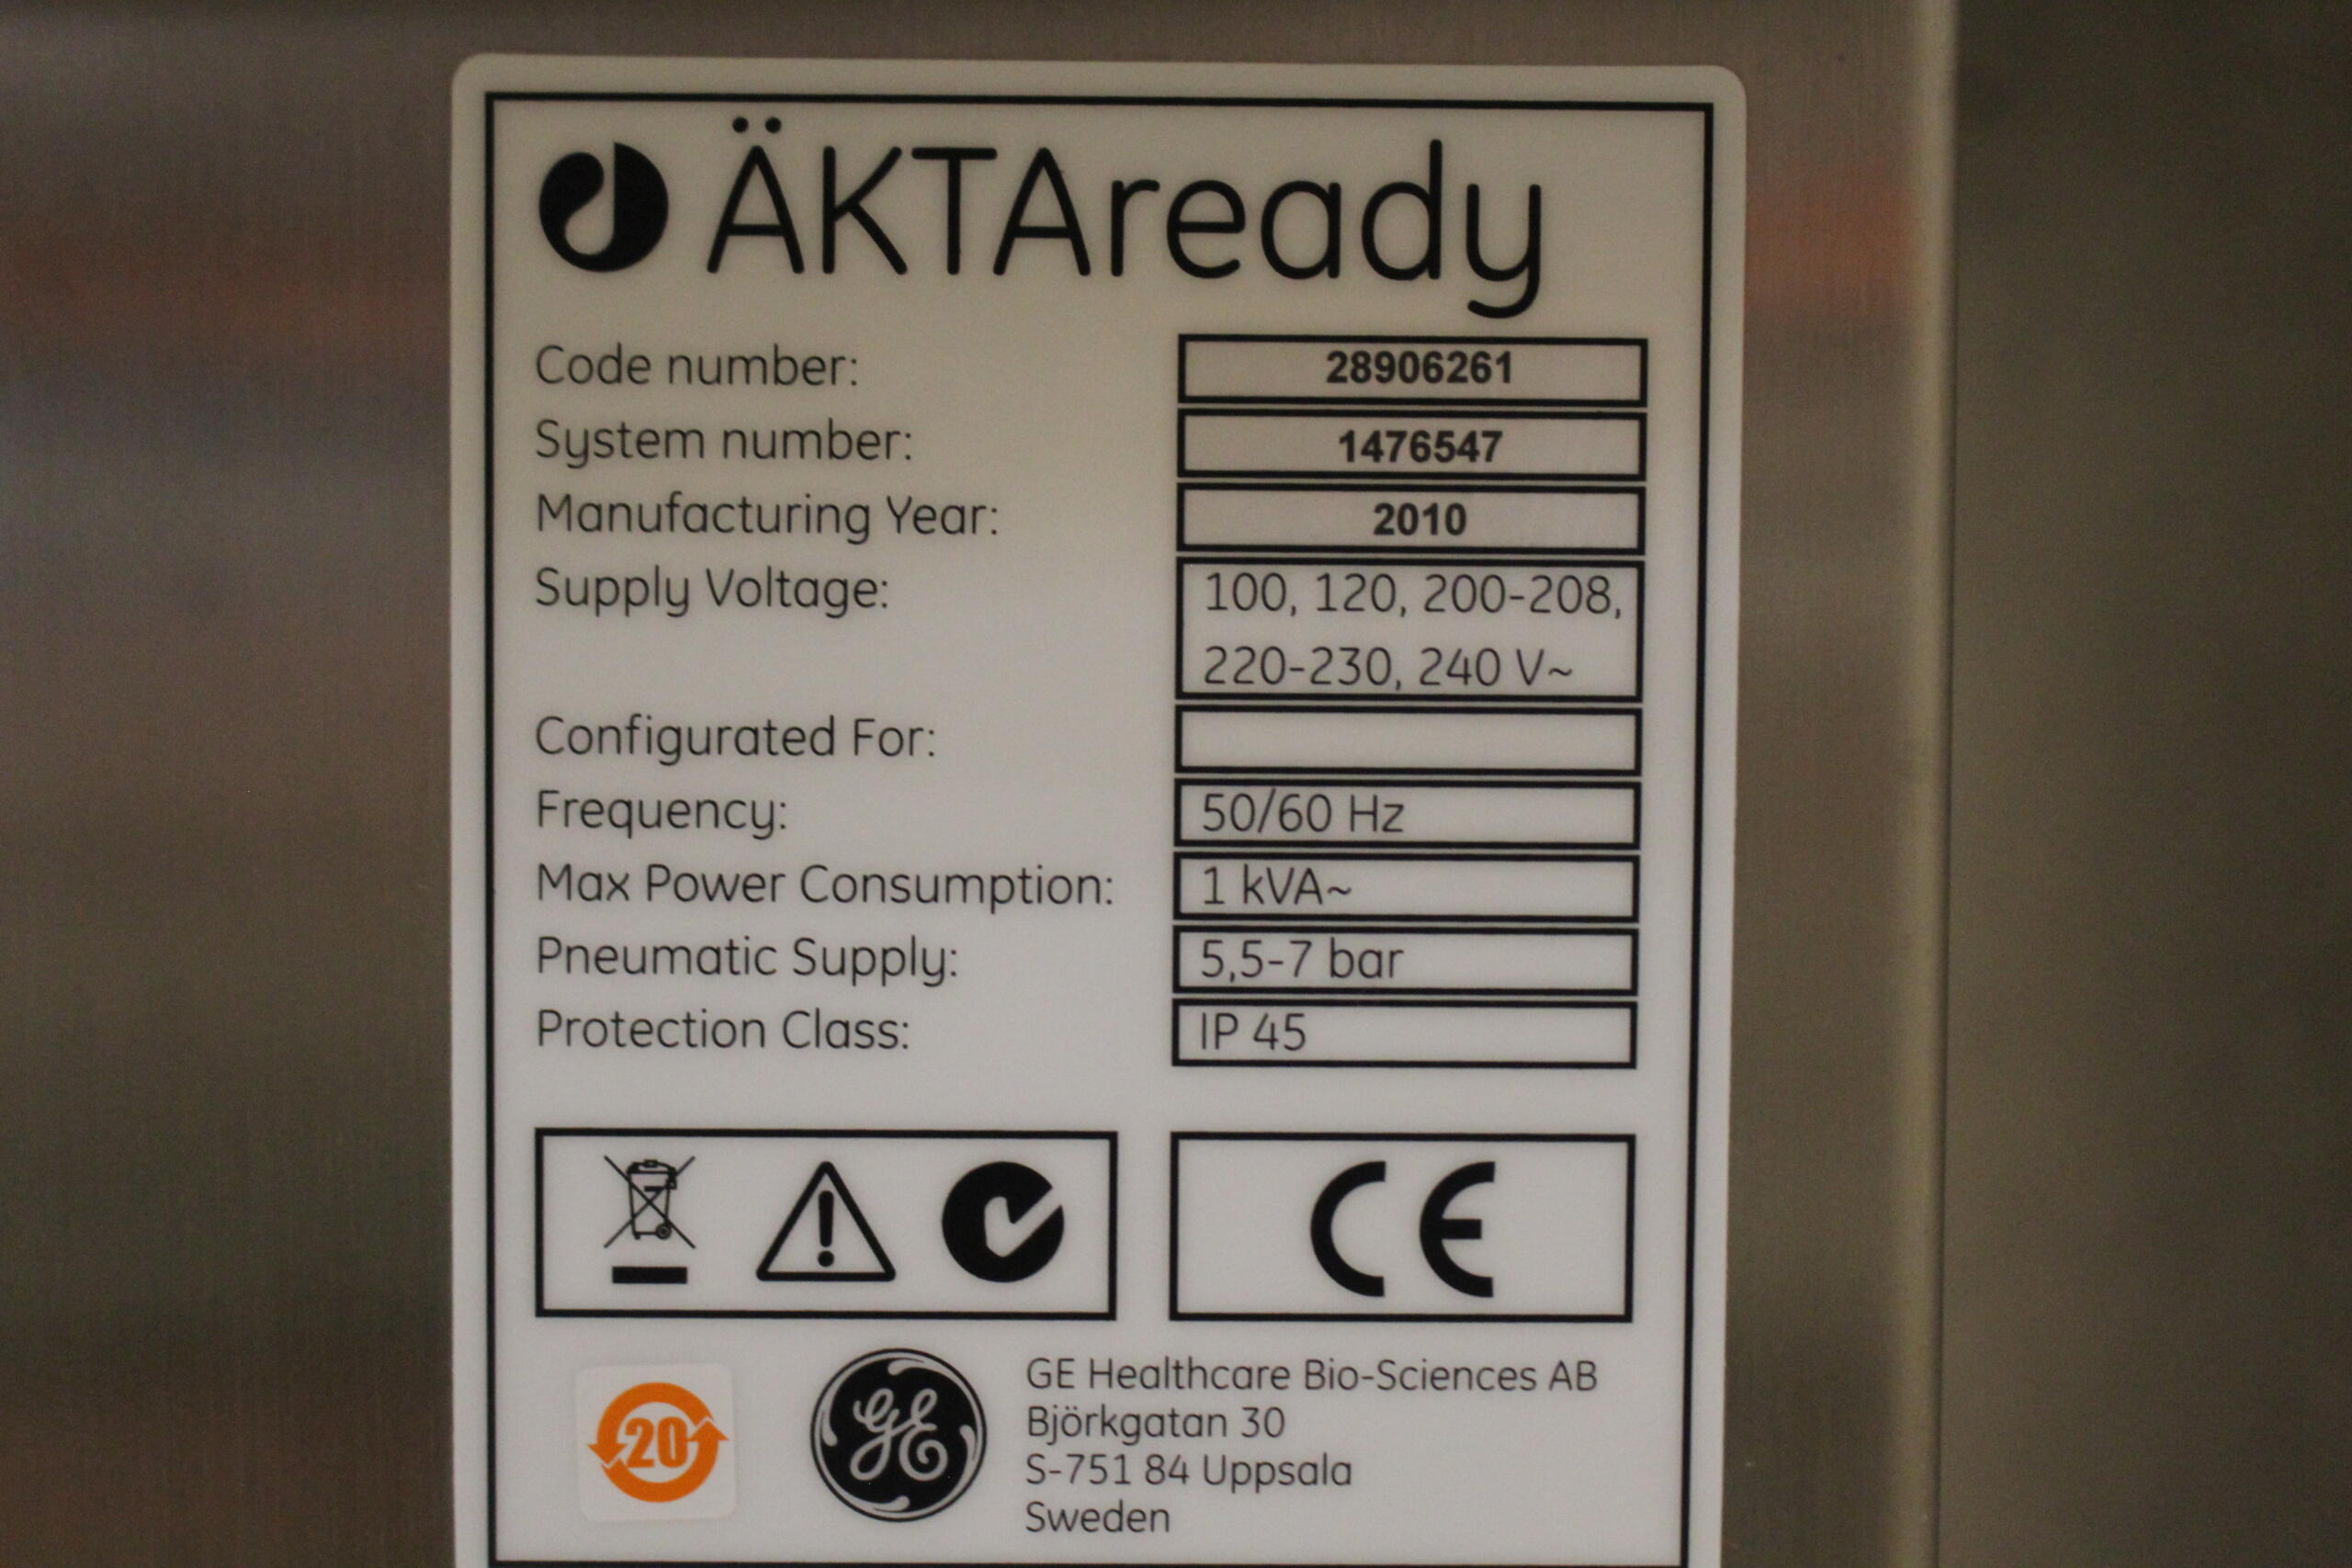 ÄKTAready
Code number: 28906261
System number: 1476547
Manufacturing Year: 2010
Supply Voltage: 100, 120, 200-208,
220-230, 240 V~
Configurated For:
Frequency: 50/60 Hz
Max Power Consumption: 1 kVA~
Pneumatic Supply: 5,5-7 bar
Protection Class: IP 45
CE
20
GE
GE Healthcare Bio-Sciences AB
Björkgatan 30
S-751 84 Uppsala
Sweden